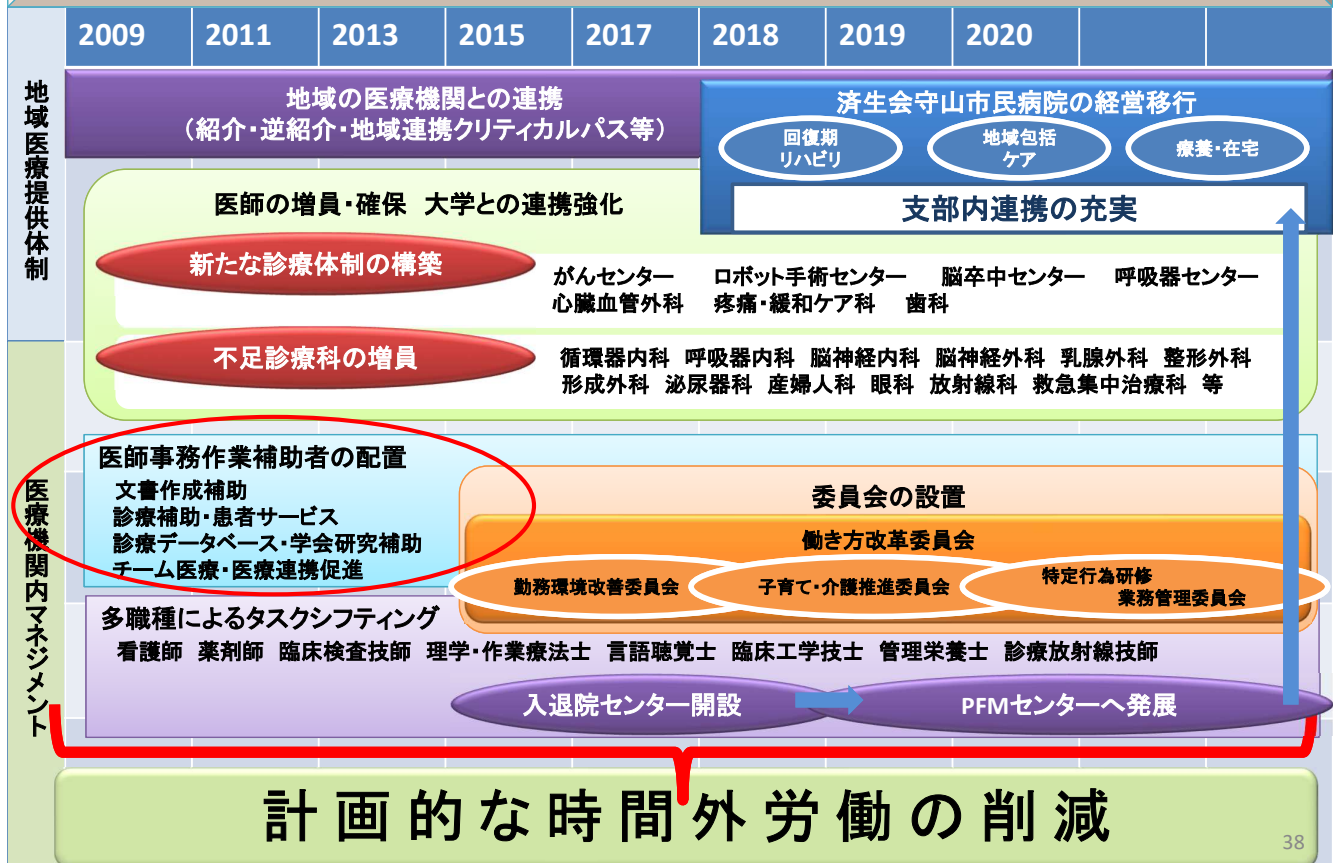 2009 2011 2013 2015 2017 2018 2019 2020
地域医療提供体制
地域の医療機関との連携
（紹介・逆紹介・地域連携クリティカルパス等）
済生会守山市民病院の経営移行
回復期
リハビリ
地域包括
ケア
療養・在宅
支部内連携の充実
医師の増員・確保 大学との連携強化
新たな診療体制の構築
がんセンター ロボット手術センター 脳卒中センター 呼吸器センター
心臓血管外科 疼痛・緩和ケア科 歯科
不足診療科の増員
循環器内科 呼吸器内科 脳神経内科 脳神経外科 乳腺外科 整形外科
形成外科 泌尿器科 産婦人科 眼科 放射線科 救急集中治療科 等
医療機関内マネジメント
医師事務作業補助者の配置
文書作成補助
診療補助・患者サービス
診療データベース・学会研究補助
チーム医療・医療連携促進
委員会の設置
働き方改革委員会
勤務環境改善委員会
子育て・介護推進委員会
特定行為研修
業務管理委員会
多職種によるタスクシフティング
看護師 薬剤師 臨床検査技師 理学・作業療法士 言語聴覚士 臨床工学技士 管理栄養士 診療放射線技師
入退院センター開設
PFMセンターへ発展
計画的な時間外労働の削減
38